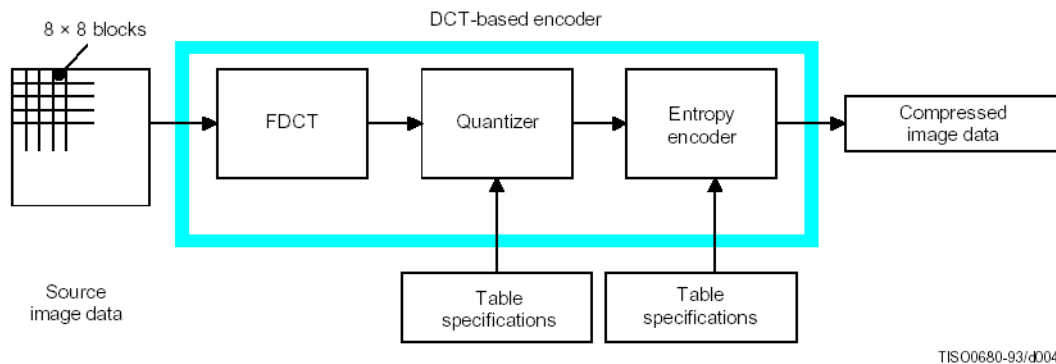 DCT-based encoder
8 × 8 blocks
FDCT
Quantizer
Entropy
encoder
Compressed
image data
Source
image data
Table
specifications
Table
specifications
TISO0680-93/d004